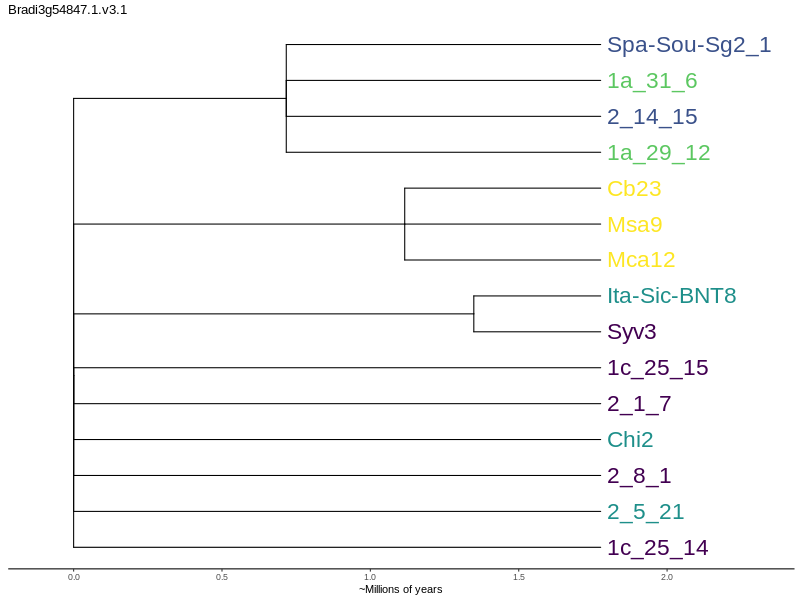 Bradi3g54847.1.v3.1
Spa-Sou-Sg2_1
1a_31_6
2_14_15
1a_29_12
Cb23
Msa9
Mca12
Ita-Sic-BNT8
Syv3
1c_25_15
2_1_7
Chi2
2_8_1
2_5_21
1c_25_14
0.0 0.5 1.0 1.5 2.0
~Millions of years